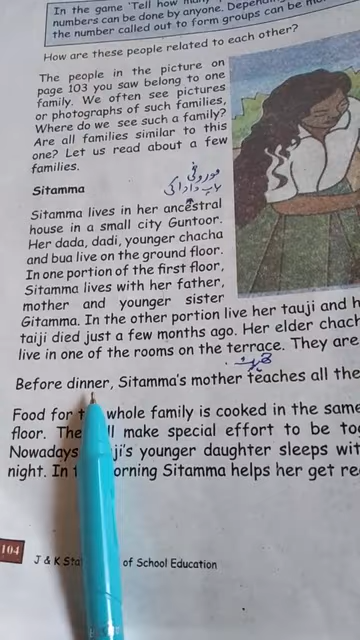 In the game 'Tell how many
numbers can be done by anyone. Depend
the number called out to form groups can be
How are these people related to each other?
The people in the picture on
page 103 you saw belong to one
family. We often see pictures
or photographs of such families,
Where do we see such a family?
Are all families similar to this
one? Let us read about a few
families.
موروثی
باپ دادا کی
Sitamma
Sitamma lives in her ancestral
house in a small city Guntoor.
Her dada, dadi, younger chacha
and bua live on the ground floor.
In one portion of the first floor,
Sitamma lives with her father,
mother and younger sister
Gitamma. In the other portion live her tauji and h
taiji died just a few months ago. Her elder chach
live in one of the rooms on the terrace. They are
Before dinner, Sitamma's mother teaches all the
Food for whole family is cooked in the same
floor. make special effort to be to
Nowadays ji's younger daughter sleeps wit
night. In orning Sitamma helps her get re
104
J & K Sta of School Education